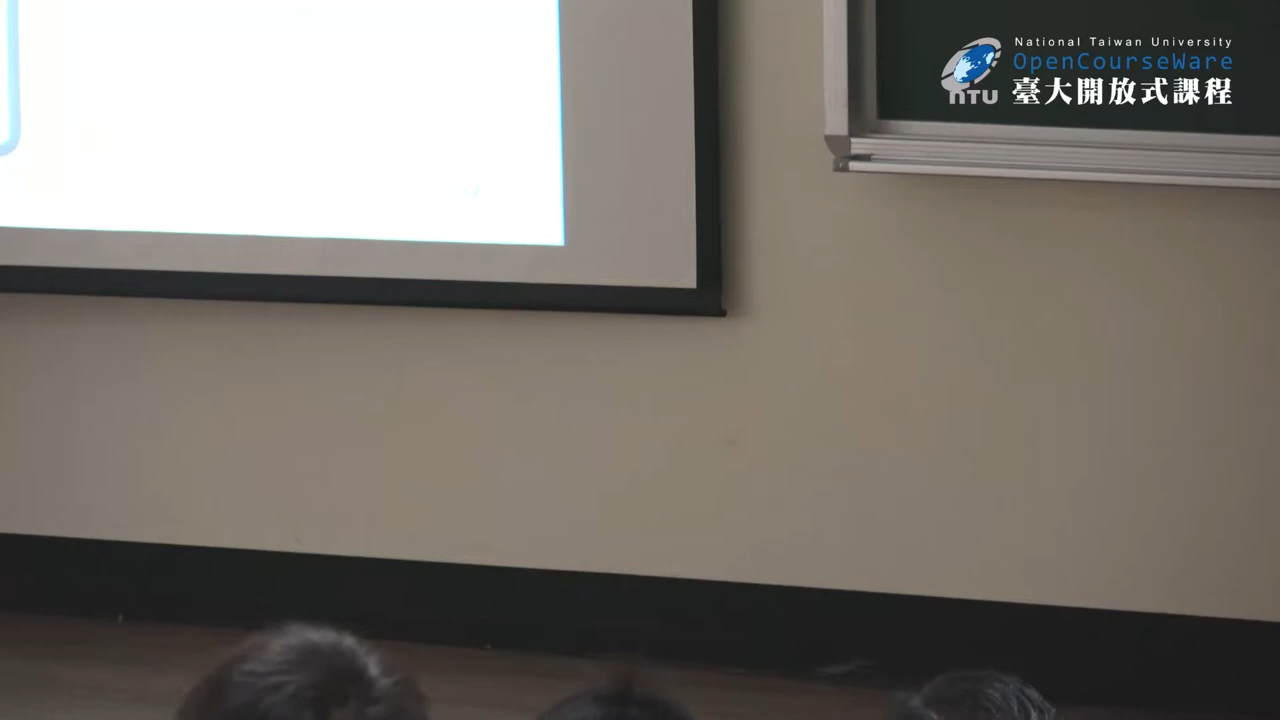 National Taiwan University
OpenCourseWare
NTU 臺大開放式課程